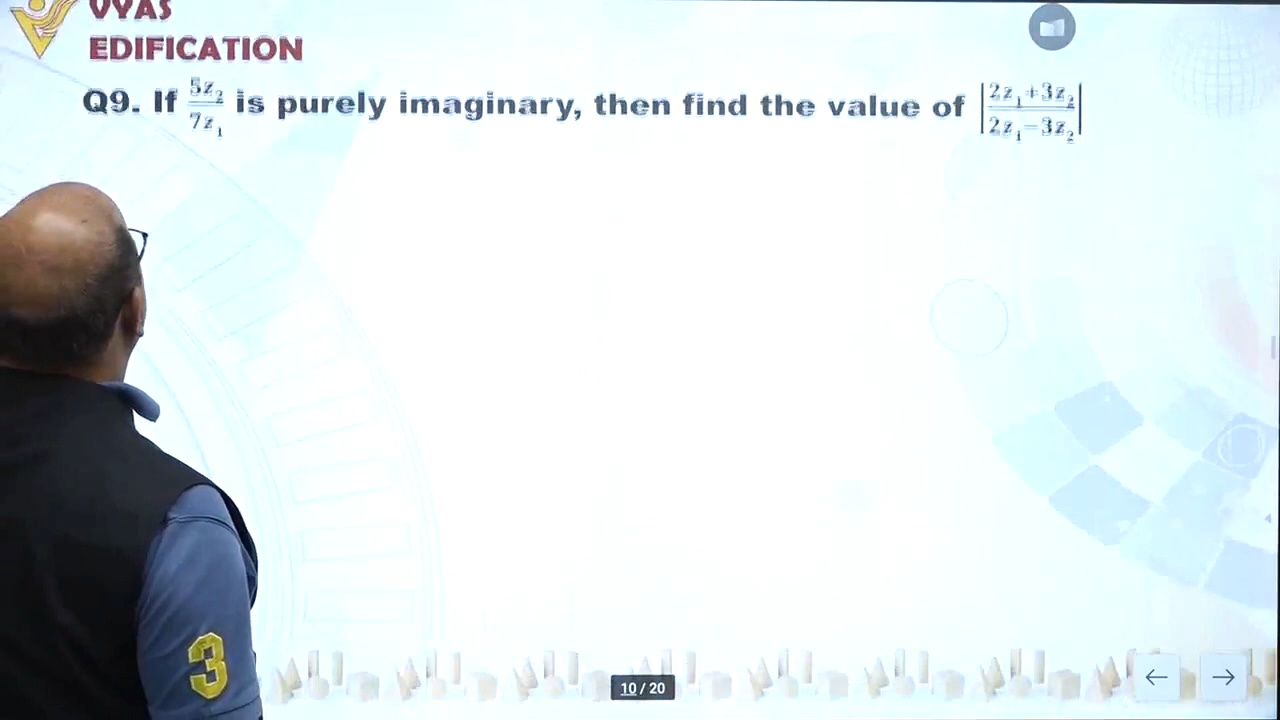 VYAS
EDIFICATION
Q9. If 5z₂/7z₁ is purely imaginary, then find the value of |2z₁+3z₂/2z₁−3z₂|
3
10 / 20